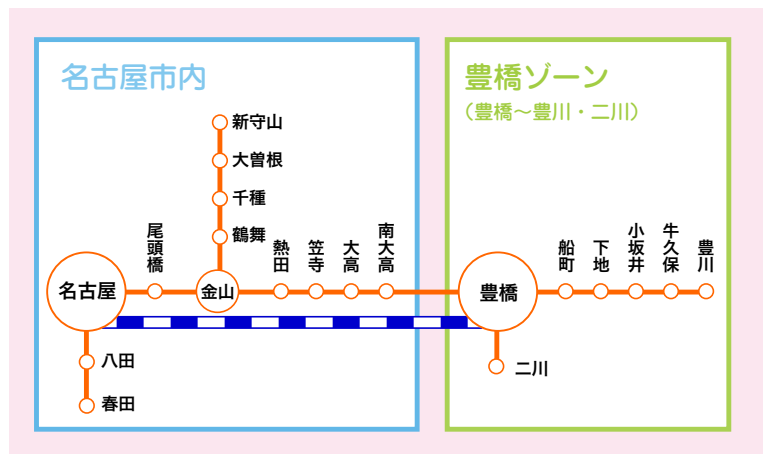 名古屋市内
豊橋ゾーン
（豊橋～豊川・二川）
新守山
大曽根
千種
鶴舞
尾頭橋
熱田
笠寺
大高
南大高
船町
下地
小坂井
牛久保
豊川
名古屋
金山
豊橋
八田
二川
春田